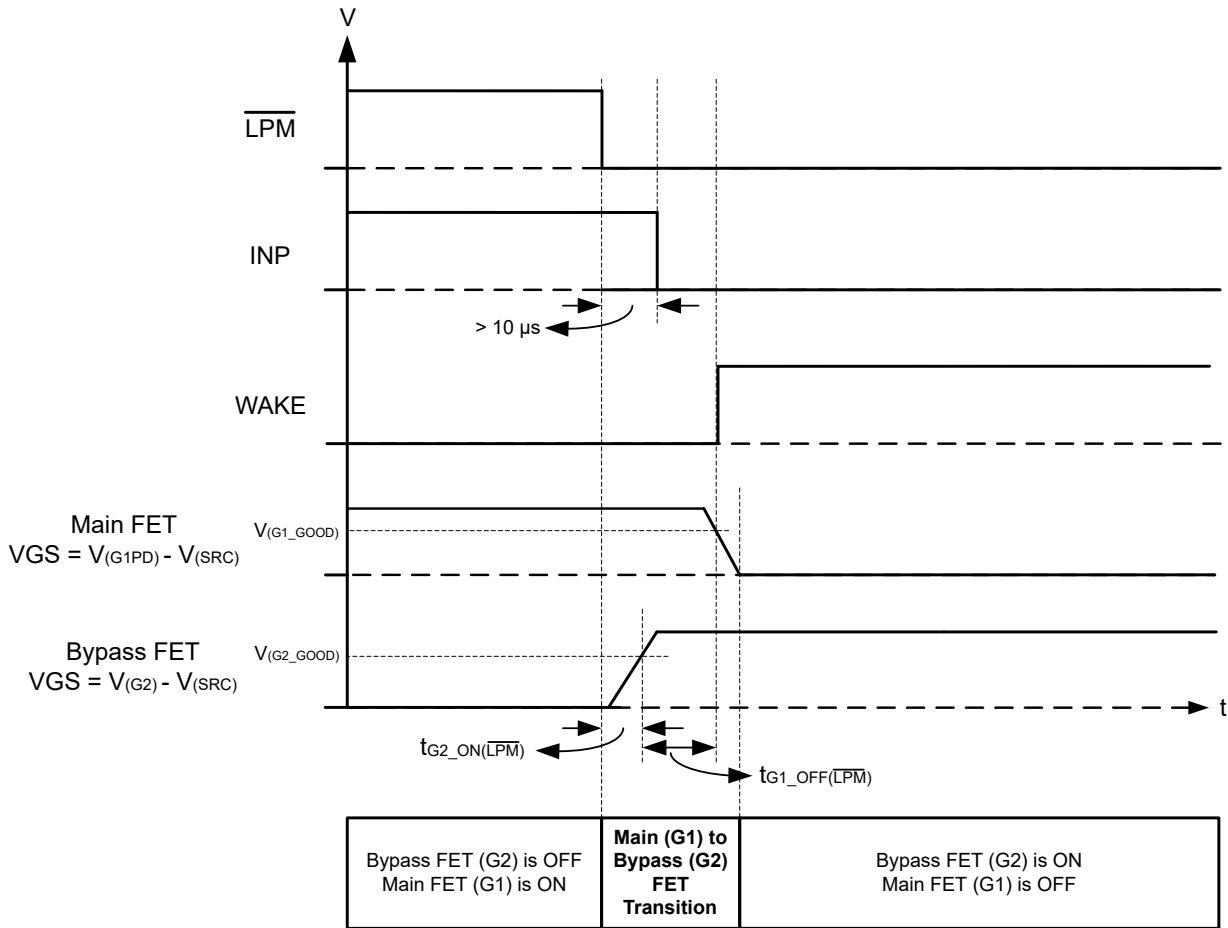 V
LPM
INP
> 10 µs
WAKE
Main FET
VGS = V(G1PD) - V(SRC)
V(G1_GOOD)
Bypass FET
VGS = V(G2) - V(SRC)
V(G2_GOOD)
t
tG2_ON(LPM)
tG1_OFF(LPM)
Bypass FET (G2) is OFF
Main FET (G1) is ON
Main (G1) to
Bypass (G2)
FET
Transition
Bypass FET (G2) is ON
Main FET (G1) is OFF